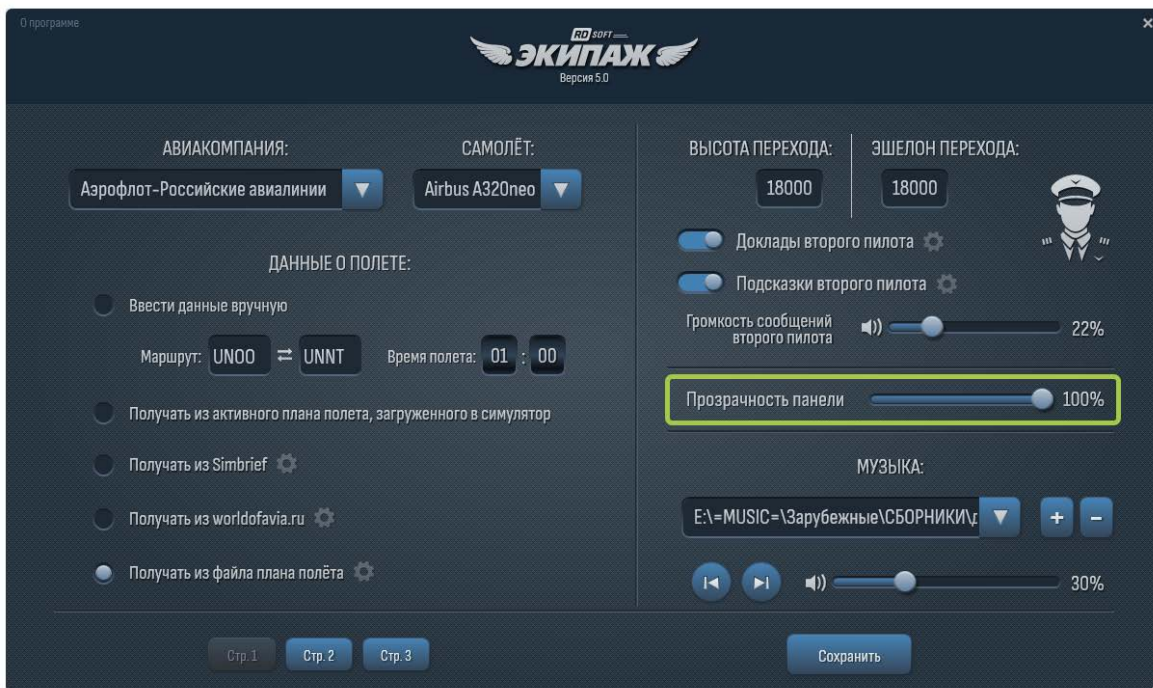 О программе
RD SOFT
ЭКИПАЖ
Версия 5.0
АВИАКОМПАНИЯ:
САМОЛЁТ:
Аэрофлот-Российские авиалинии
Airbus A320neo
ДАННЫЕ О ПОЛЕТЕ:
Ввести данные вручную
Маршрут: UNOO ⇄ UNNT Время полета: 01 : 00
Получать из активного плана полета, загруженного в симулятор
Получать из Simbrief
Получать из worldofavia.ru
Получать из файла плана полёта
Стр. 1
Стр. 2
Стр. 3
ВЫСОТА ПЕРЕХОДА:
ЭШЕЛОН ПЕРЕХОДА:
18000
18000
Доклады второго пилота
Подсказки второго пилота
Громкость сообщений
второго пилота
22%
Прозрачность панели 100%
МУЗЫКА:
E:\=MUSIC=\Зарубежные\СБОРНИКИ\
+ −
30%
Сохранить